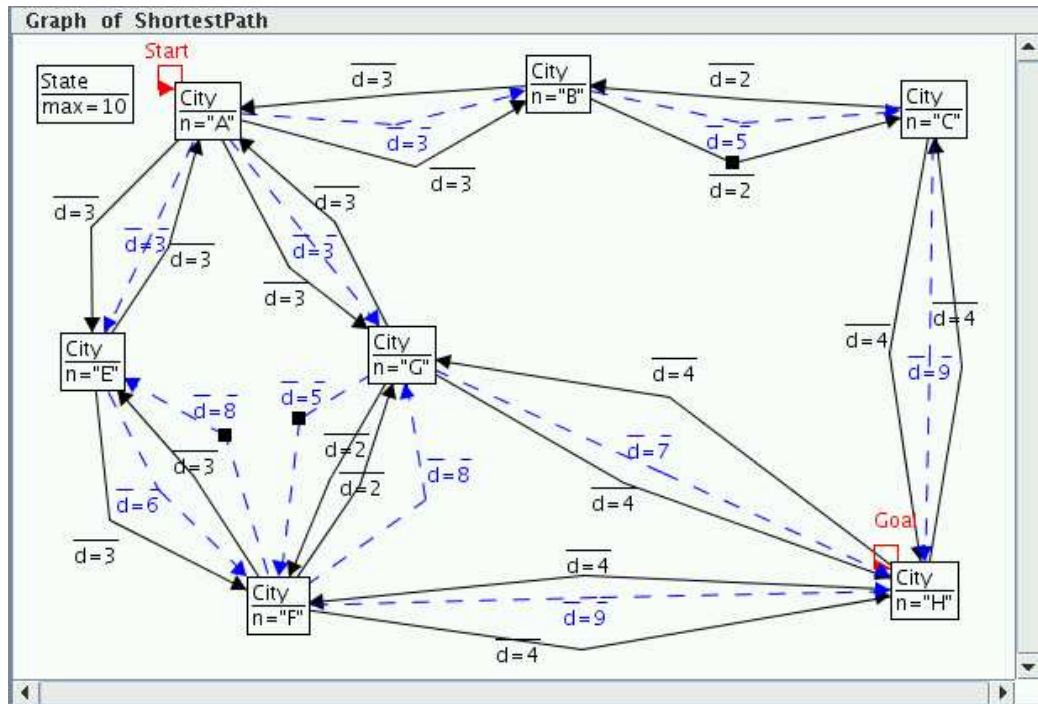 Graph of ShortestPath
Start
State
max=10
City
n="A"
d=3
d=3
d=3
City
n="B"
d=2
d=5
d=2
City
n="C"
d=3
d=3
d=3
d=3
d=3
d=3
d=4
d=4
d=9
City
n="E"
City
n="G"
d=8
d=5
d=3
d=2
d=2
d=8
d=6
d=3
d=4
d=7
d=4
Goal
City
n="F"
d=4
d=9
d=4
City
n="H"